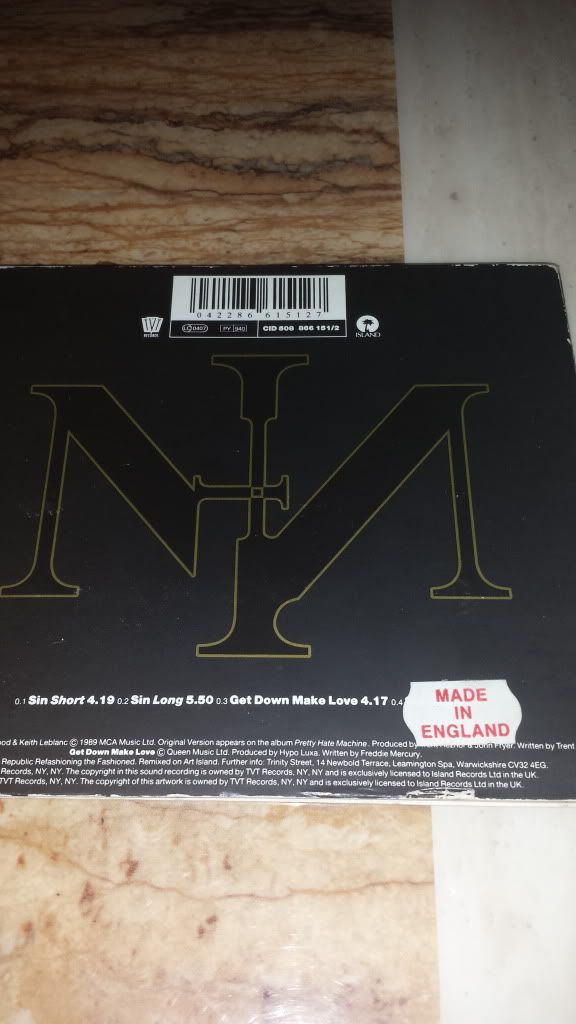 042286 615127
TVT RECORDS
LC 0407 PY 940 CID 508 866 151/2
ISLAND
0.1 Sin Short 4.19 0.2 Sin Long 5.50 0.3 Get Down Make Love 4.17 0.4
MADE
IN
ENGLAND
ood & Keith Leblanc © 1989 MCA Music Ltd. Original Version appears on the album Pretty Hate Machine. Produced by John Fryer. Written by Trent
Get Down Make Love © Queen Music Ltd. Produced by Hypo Luxa. Written by Freddie Mercury.
Republic Refashioning the Fashioned. Remixed on Art Island. Further info: Trinity Street, 14 Newbold Terrace, Leamington Spa, Warwickshire CV32 4EG.
Records, NY, NY. The copyright in this sound recording is owned by TVT Records, NY, NY and is exclusively licensed to Island Records Ltd in the UK.
TVT Records, NY, NY. The copyright of this artwork is owned by TVT Records, NY, NY and is exclusively licensed to Island Records Ltd in the UK.